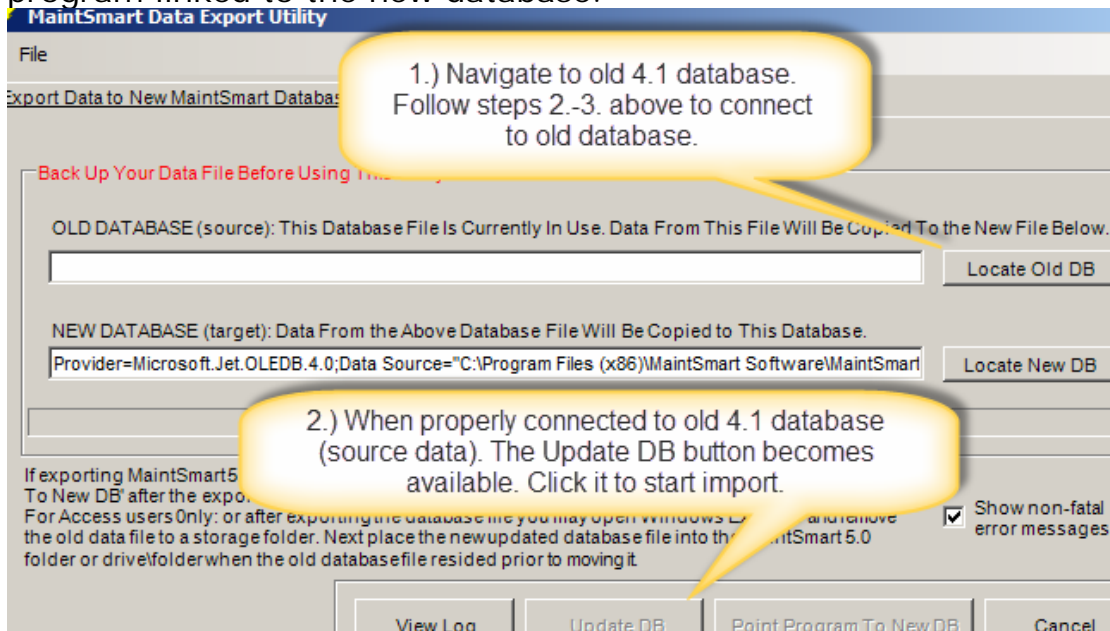 program linked to the new database.
MaintSmart Data Export Utility
File
1.) Navigate to old 4.1 database.
Follow steps 2.-3. above to connect
to old database.
Export Data to New MaintSmart Databas
Back Up Your Data File Before Using
OLD DATABASE (source): This Database File Is Currently In Use. Data From This File Will Be Copied To the New File Below.
Locate Old DB
NEW DATABASE (target): Data From the Above Database File Will Be Copied to This Database.
Provider=Microsoft.Jet.OLEDB.4.0;Data Source="C:\Program Files (x86)\MaintSmart Software\MaintSmart
Locate New DB
2.) When properly connected to old 4.1 database
(source data). The Update DB button becomes
available. Click it to start import.
If exporting MaintSmart5
To New DB' after the expor
For Access users Only: or after exporting the database file you may open Windows and remove
the old data file to a storage folder. Next place the new updated database file into the MaintSmart 5.0
folder or drive\folder when the old database file resided prior to moving it.
Show non-fatal
error messages
View Log
Update DB
Point Program To New DB
Cancel